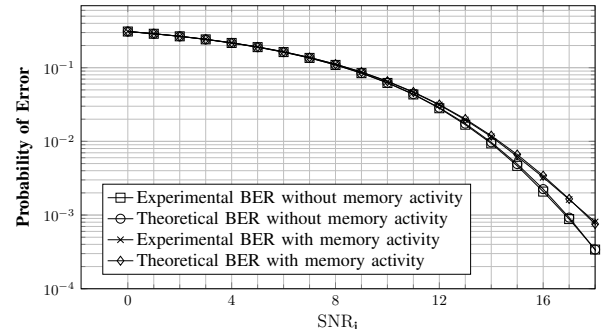 10⁻¹
10⁻²
10⁻³
10⁻⁴
Probability of Error
Experimental BER without memory activity
Theoretical BER without memory activity
Experimental BER with memory activity
Theoretical BER with memory activity
0 4 8 12 16
SNRᵢ